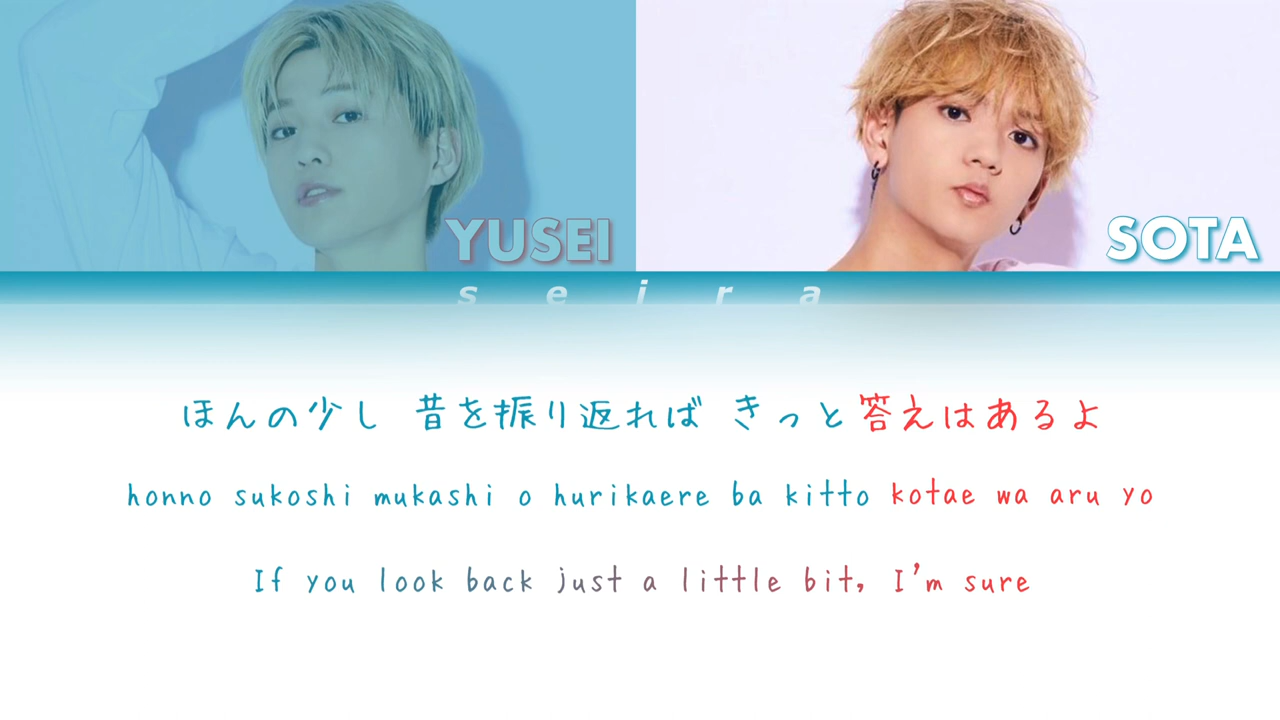 YUSEI
SOTA
seira
ほんの少し 昔を振り返れば きっと答えはあるよ
honno sukoshi mukashi o hurikaere ba kitto kotae wa aru yo
If you look back just a little bit, I'm sure